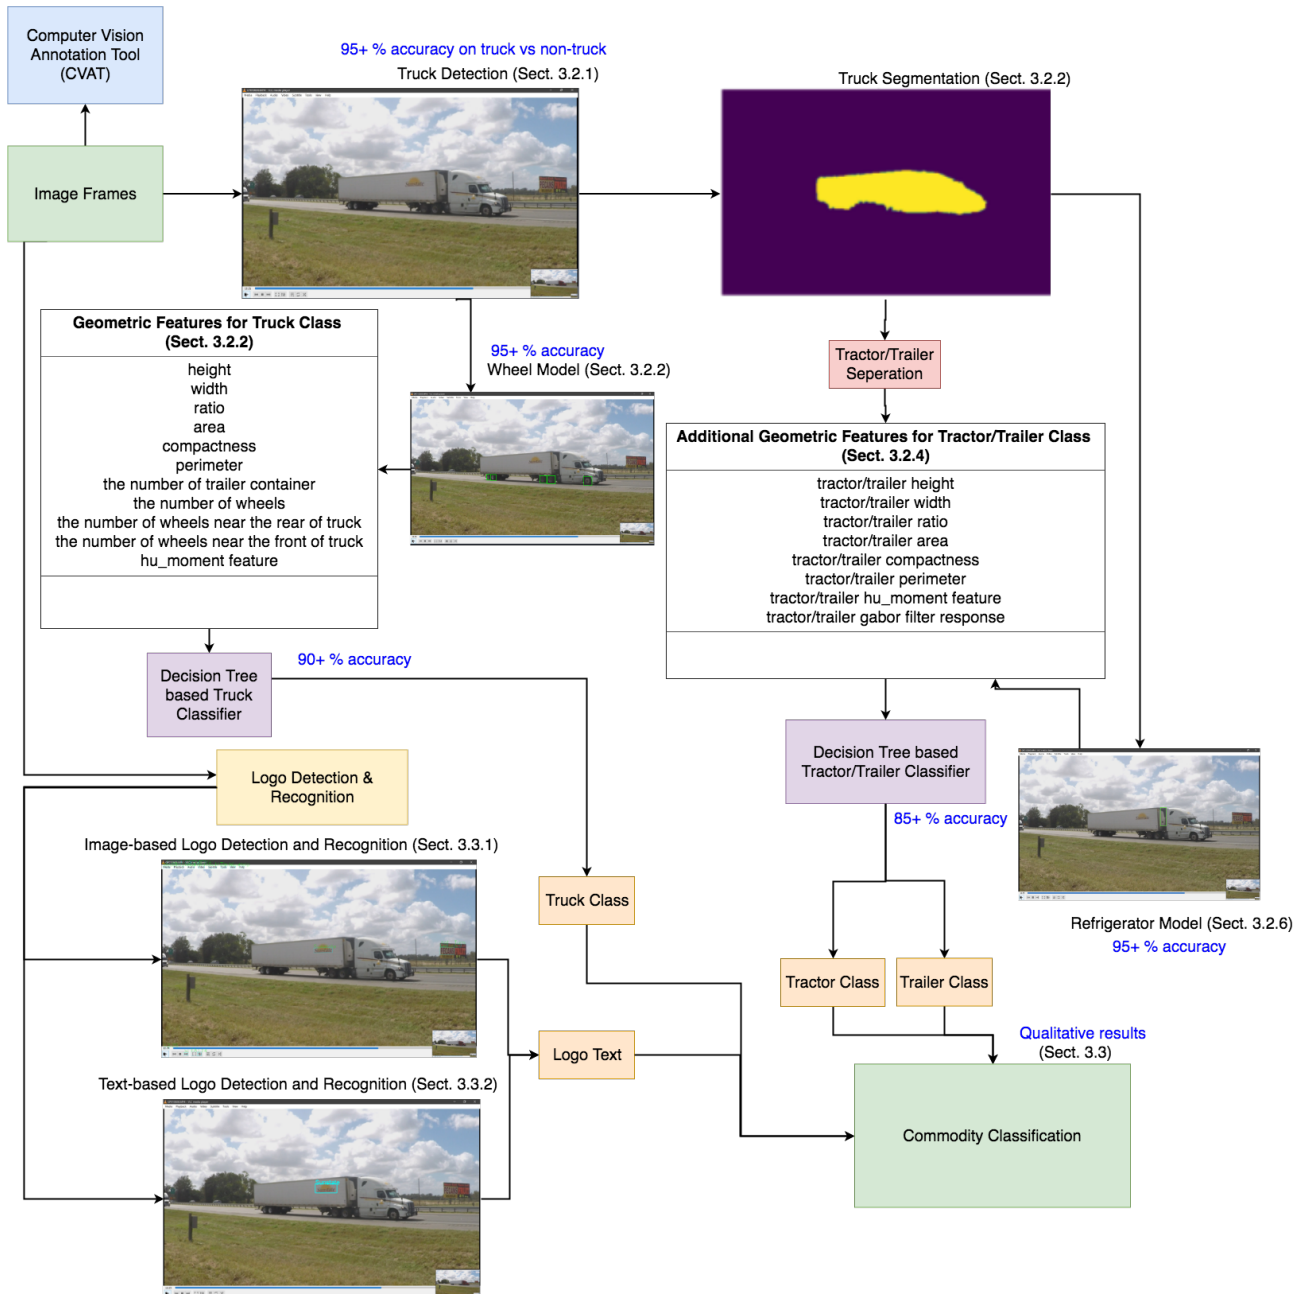 Computer Vision
Annotation Tool
(CVAT)
95+ % accuracy on truck vs non-truck
Truck Detection (Sect. 3.2.1)
Truck Segmentation (Sect. 3.2.2)
Image Frames
Geometric Features for Truck Class
(Sect. 3.2.2)
height
width
ratio
area
compactness
perimeter
the number of trailer container
the number of wheels
the number of wheels near the rear of truck
the number of wheels near the front of truck
hu_moment feature
95+ % accuracy
Wheel Model (Sect. 3.2.2)
Tractor/Trailer
Seperation
Additional Geometric Features for Tractor/Trailer Class
(Sect. 3.2.4)
tractor/trailer height
tractor/trailer width
tractor/trailer ratio
tractor/trailer area
tractor/trailer compactness
tractor/trailer perimeter
tractor/trailer hu_moment feature
tractor/trailer gabor filter response
Decision Tree
based Truck
Classifier
90+ % accuracy
Decision Tree based
Tractor/Trailer Classifier
85+ % accuracy
Logo Detection &
Recognition
Image-based Logo Detection and Recognition (Sect. 3.3.1)
Truck Class
Refrigerator Model (Sect. 3.2.6)
95+ % accuracy
Tractor Class
Trailer Class
Logo Text
Qualitative results
(Sect. 3.3)
Text-based Logo Detection and Recognition (Sect. 3.3.2)
Commodity Classification